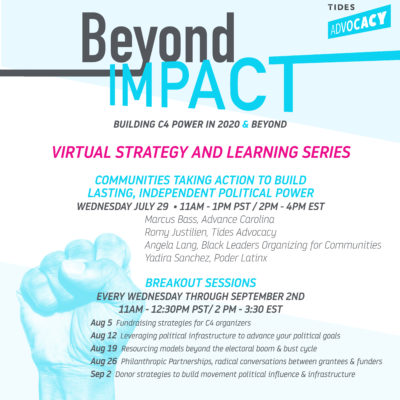 TIDES
ADVOCACY
Beyond
IMPACT
BUILDING C4 POWER IN 2020 & BEYOND
VIRTUAL STRATEGY AND LEARNING SERIES
COMMUNITIES TAKING ACTION TO BUILD
LASTING, INDEPENDENT POLITICAL POWER
WEDNESDAY JULY 29 • 11AM - 1PM PST / 2PM - 4PM EST
Marcus Bass, Advance Carolina
Romy Justilien, Tides Advocacy
Angela Lang, Black Leaders Organizing for Communities
Yadira Sanchez, Poder Latinx
BREAKOUT SESSIONS
EVERY WEDNESDAY THROUGH SEPTEMBER 2ND
11AM - 12:30PM PST/ 2 PM - 3:30 EST
Aug 5 Fundraising strategies for C4 organizers
Aug 12 Leveraging political infrastructure to advance your political goals
Aug 19 Resourcing models beyond the electoral boom & bust cycle
Aug 26 Philanthropic Partnerships, radical conversations between grantees & funders
Sep 2 Donor strategies to build movement political influence & infrastructure